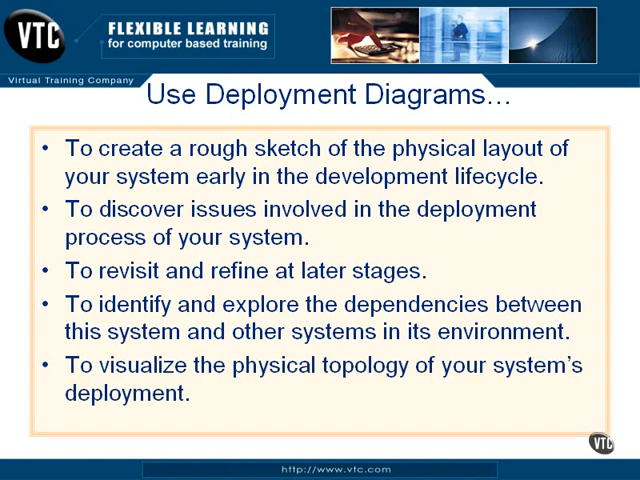 VTC
FLEXIBLE LEARNING
for computer based training
Virtual Training Company
Use Deployment Diagrams...
• To create a rough sketch of the physical layout of
your system early in the development lifecycle.
• To discover issues involved in the deployment
process of your system.
• To revisit and refine at later stages.
• To identify and explore the dependencies between
this system and other systems in its environment.
• To visualize the physical topology of your system's
deployment.
VTC
http://www.vtc.com